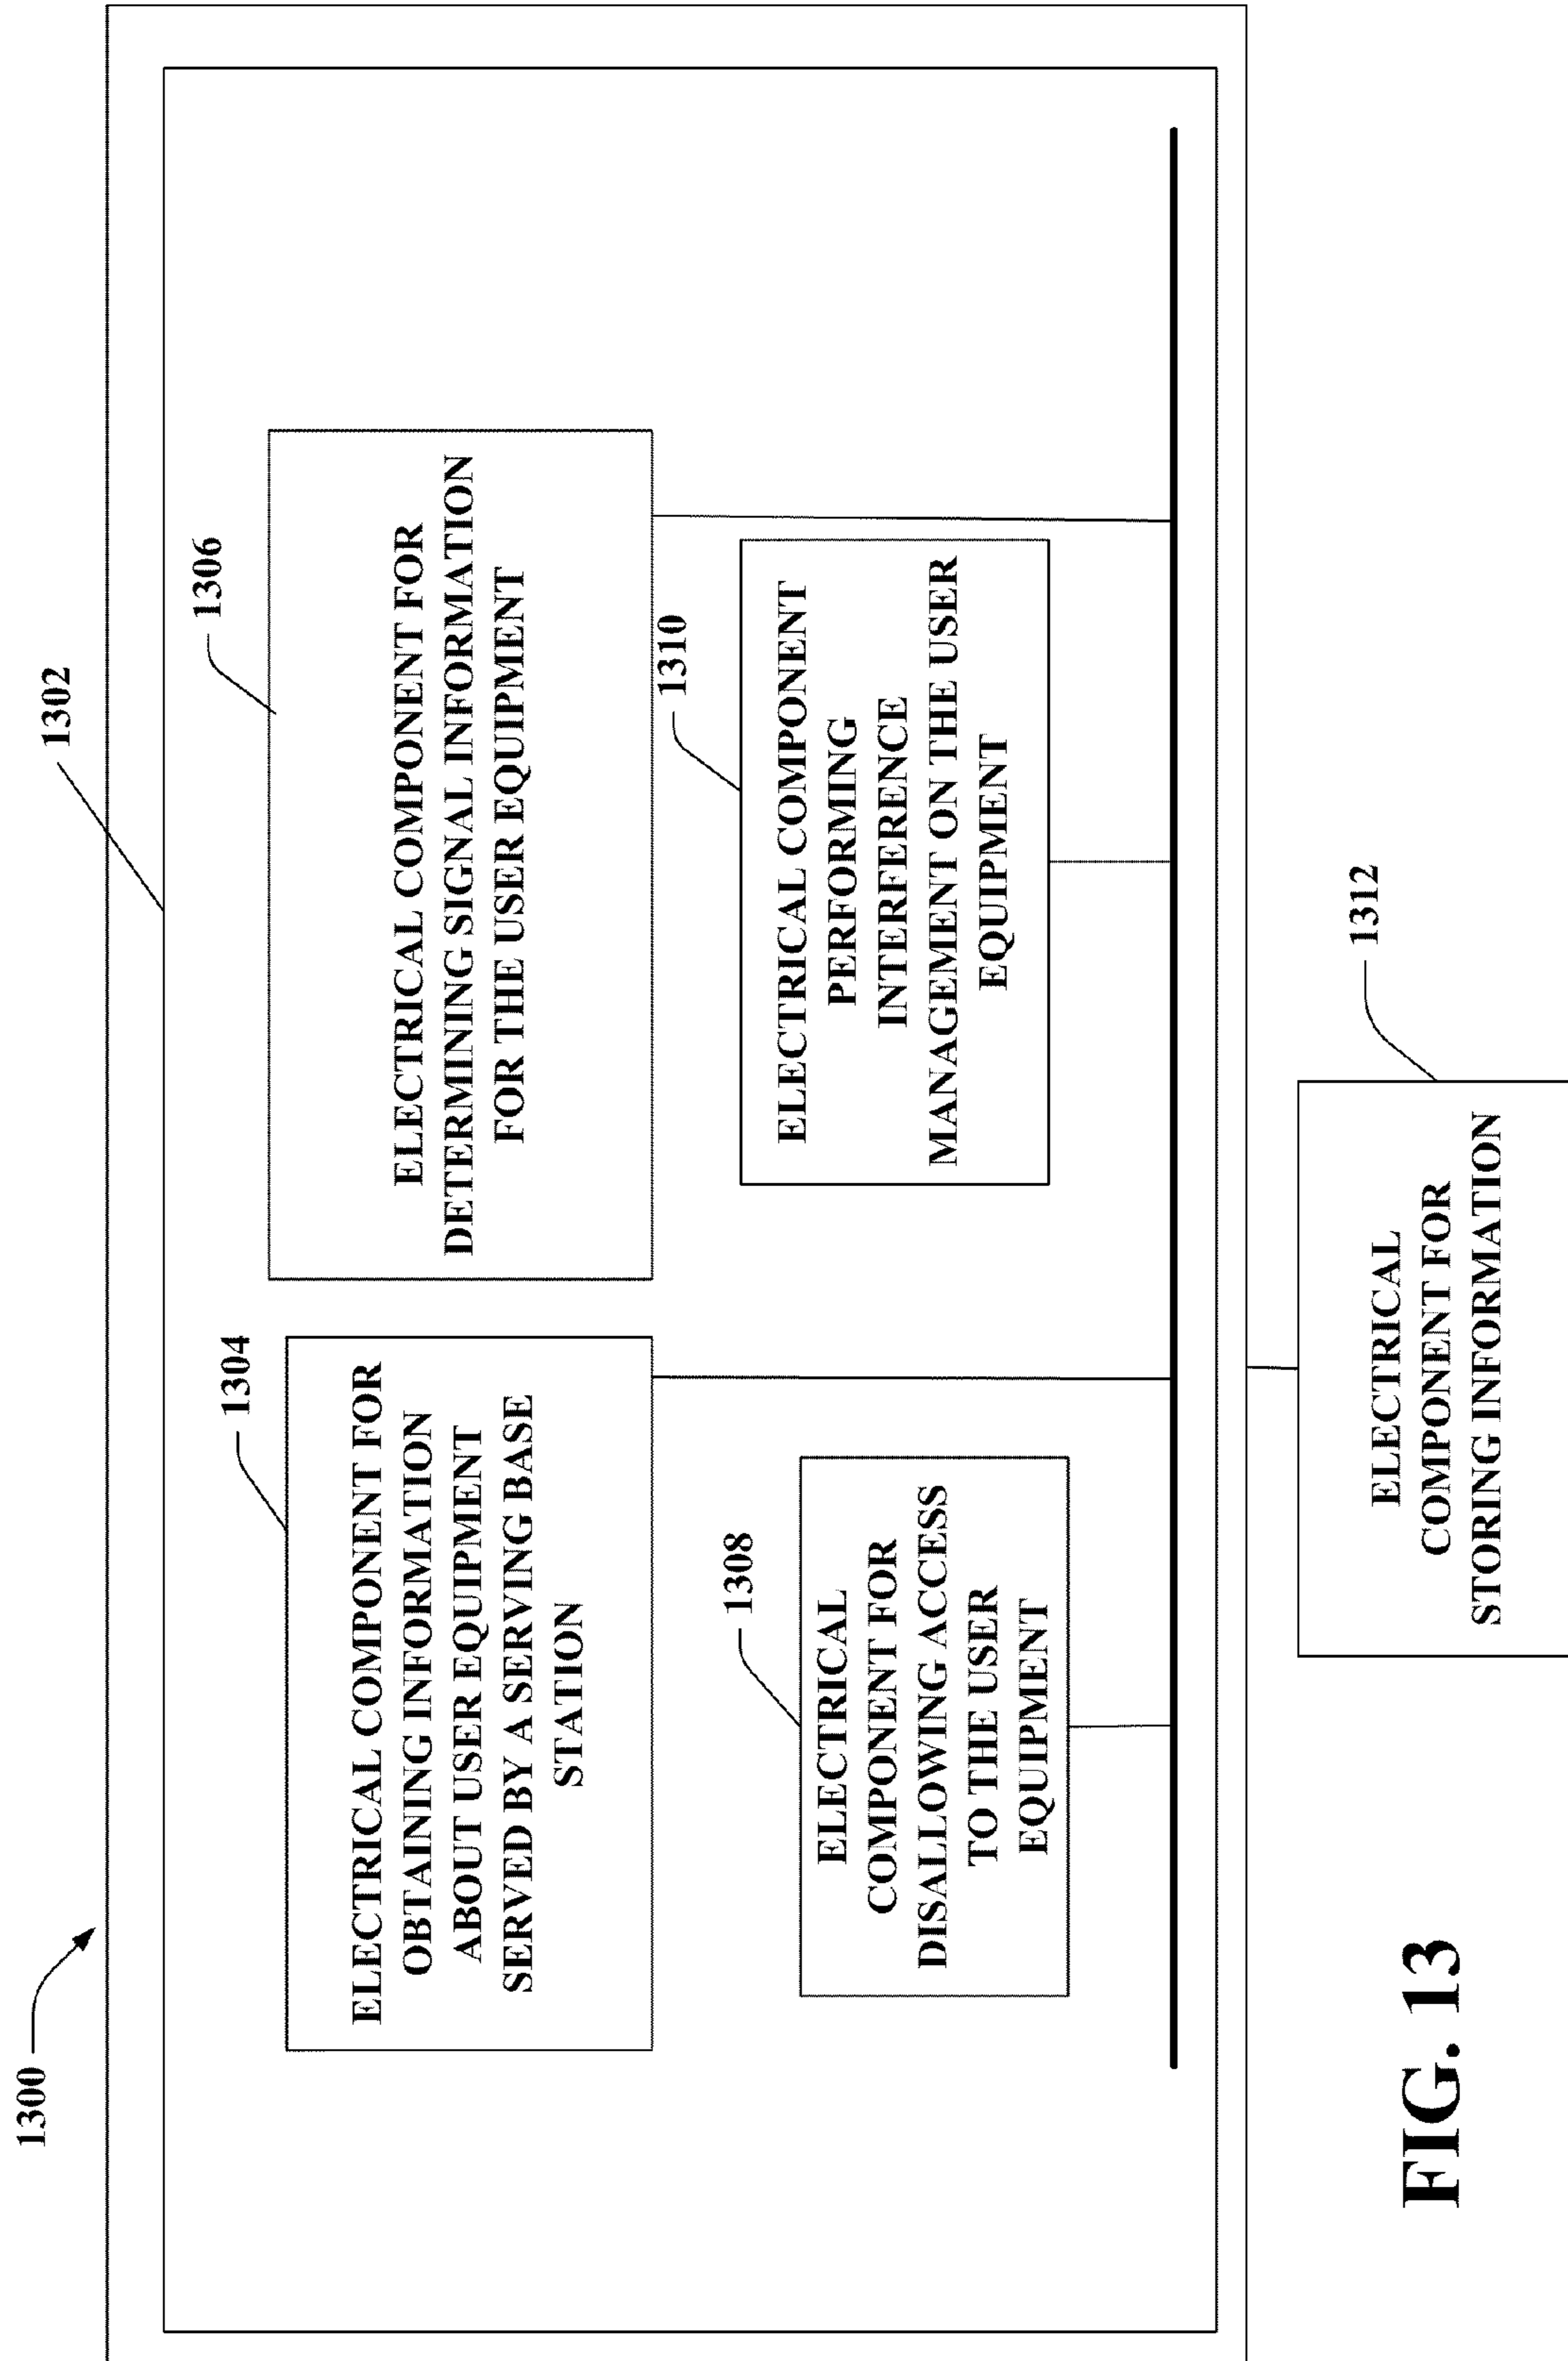 1300
1302
1304
ELECTRICAL COMPONENT FOR
OBTAINING INFORMATION
ABOUT USER EQUIPMENT
SERVED BY A SERVING BASE
STATION
1306
ELECTRICAL COMPONENT FOR
DETERMINING SIGNAL INFORMATION
FOR THE USER EQUIPMENT
1308
ELECTRICAL
COMPONENT FOR
DISALLOWING ACCESS
TO THE USER
EQUIPMENT
1310
ELECTRICAL COMPONENT
PERFORMING
INTERFERENCE
MANAGEMENT ON THE USER
EQUIPMENT
1312
ELECTRICAL
COMPONENT FOR
STORING INFORMATION
FIG. 13